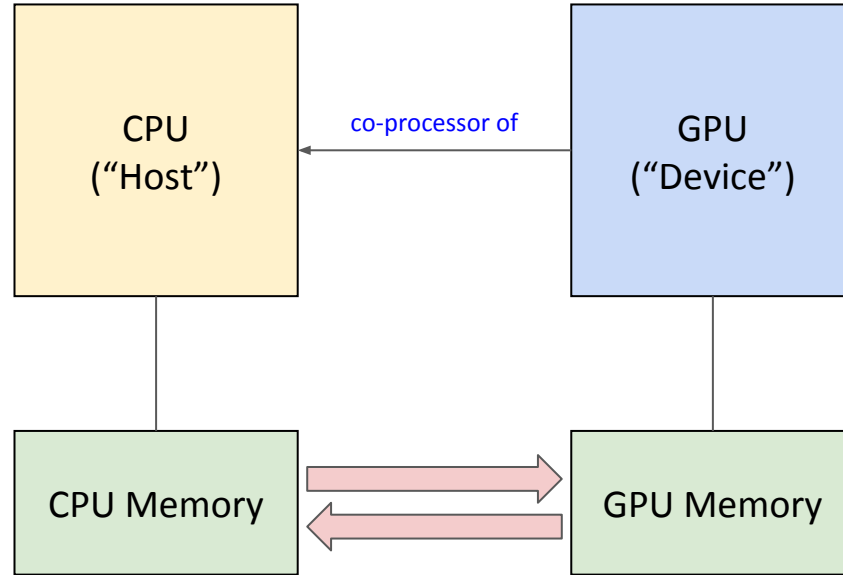 CPU
(“Host”)
co-processor of
GPU
(“Device”)
CPU Memory
GPU Memory